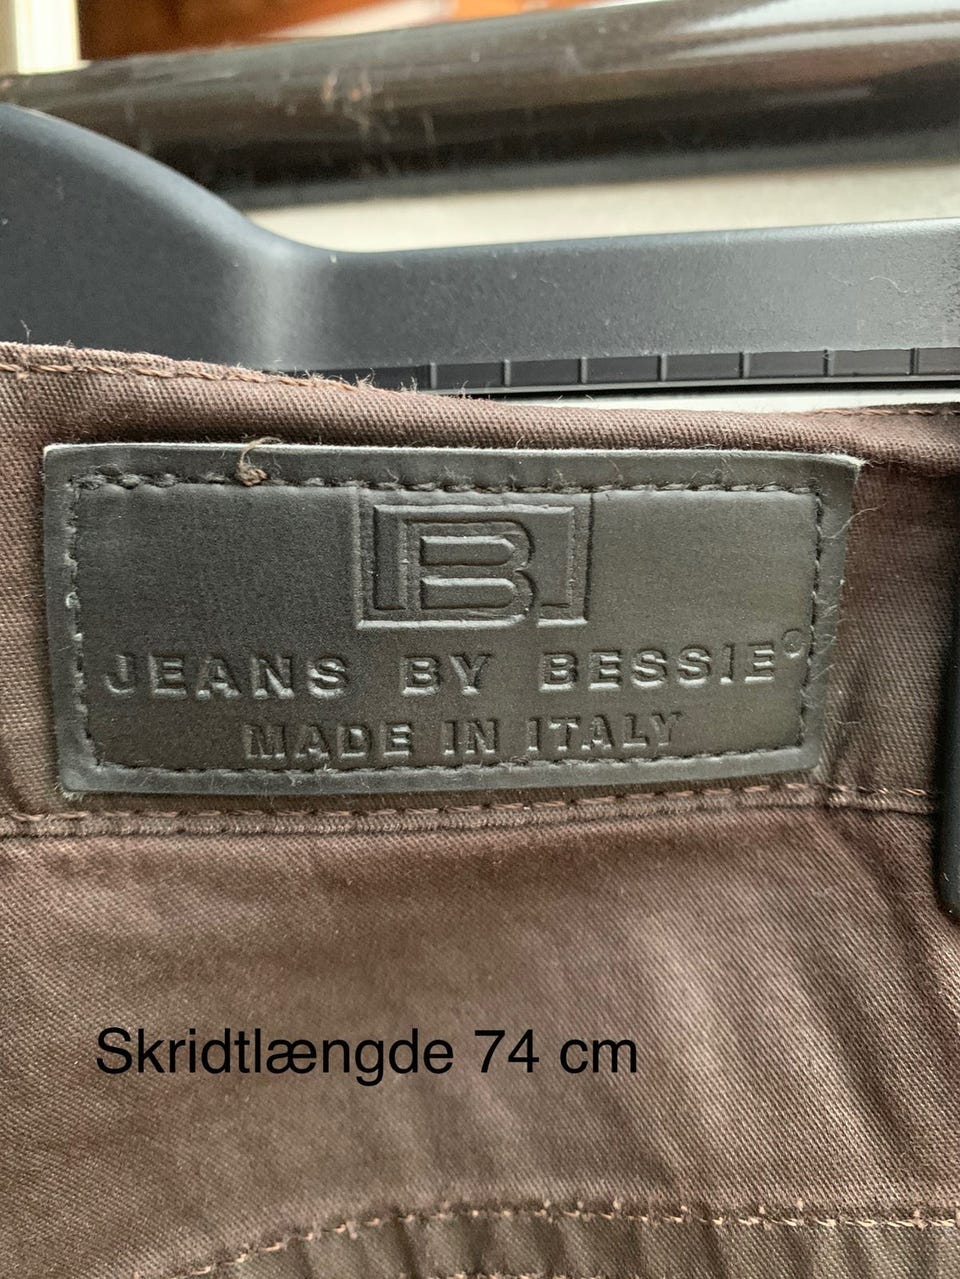 B
JEANS BY BESSIE®
MADE IN ITALY
Skridtlængde 74 cm